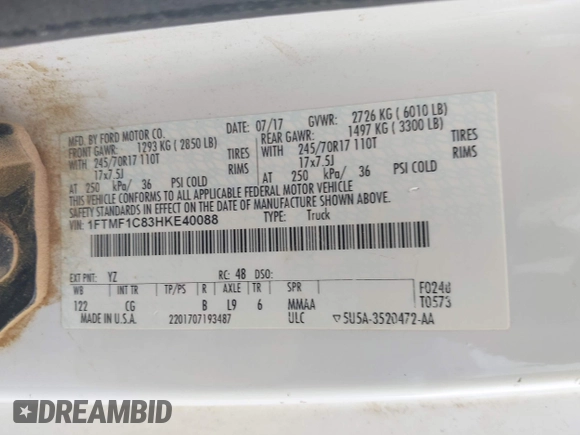 MFD. BY FORD MOTOR CO.
DATE: 07/17 GVWR: 2726 KG ( 6010 LB)
FRONT GAWR: 1293 KG ( 2850 LB)
REAR GAWR: 1497 KG ( 3300 LB)
WITH 245/70R17 110T TIRES
WITH 245/70R17 110T TIRES
17x7.5J RIMS
17x7.5J RIMS
AT 250 kPa/ 36 PSI COLD
AT 250 kPa/ 36 PSI COLD
THIS VEHICLE CONFORMS TO ALL APPLICABLE FEDERAL MOTOR VEHICLE
SAFETY STANDARDS IN EFFECT ON THE DATE OF MANUFACTURE SHOWN ABOVE.
VIN: 1FTMF1C83HKE40088
TYPE: Truck
EXT PNT: YZ RC: 48 DSO:
WB INT TR TP/PS R AXLE TR SPR
122 CG B L9 6 MMAA
F0248
T0573
MADE IN U.S.A. 2201707193487 ULC ▽5U5A-3520472-AA
DREAMBID